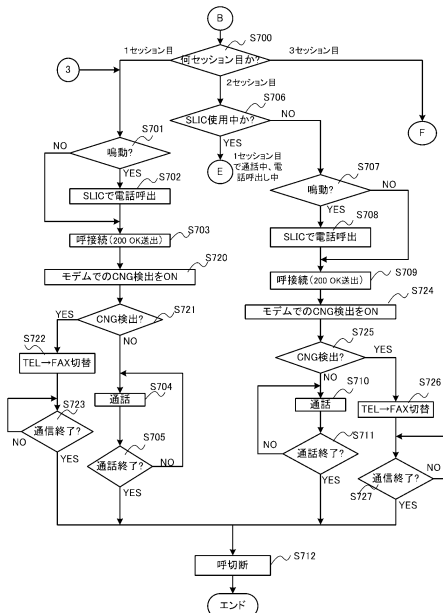 B
S700
何セッション目か?
1セッション目
3セッション目
2セッション目
3
S706
SLIC使用中か?
NO
YES
F
S701
NO
鳴動?
YES
E
1セッション目
で通話中、電
話呼出し中
S707
鳴動?
NO
YES
S702
SLICで電話呼出
S708
SLICで電話呼出
S703
呼接続(200 OK送出)
S709
呼接続(200 OK送出)
S720
モデムでのCNG検出をON
S724
モデムでのCNG検出をON
S721
CNG検出?
YES
NO
S725
CNG検出?
YES
NO
S722
TEL→FAX切替
S704
通話
S710
通話
S726
TEL→FAX切替
S723
通信終了?
NO
YES
S705
通話終了?
NO
YES
S711
通話終了?
NO
YES
S727
通信終了?
NO
YES
S712
呼切断
エンド